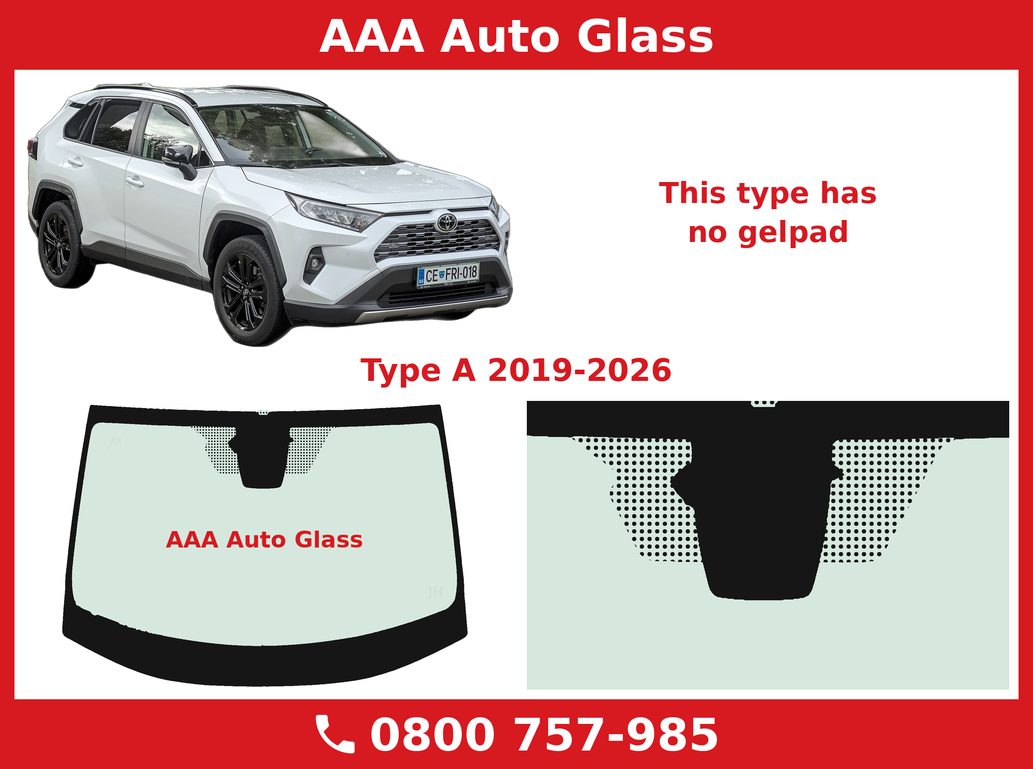 AAA Auto Glass
This type has
no gelpad
CE FRI-018
Type A 2019-2026
AAA Auto Glass
0800 757-985